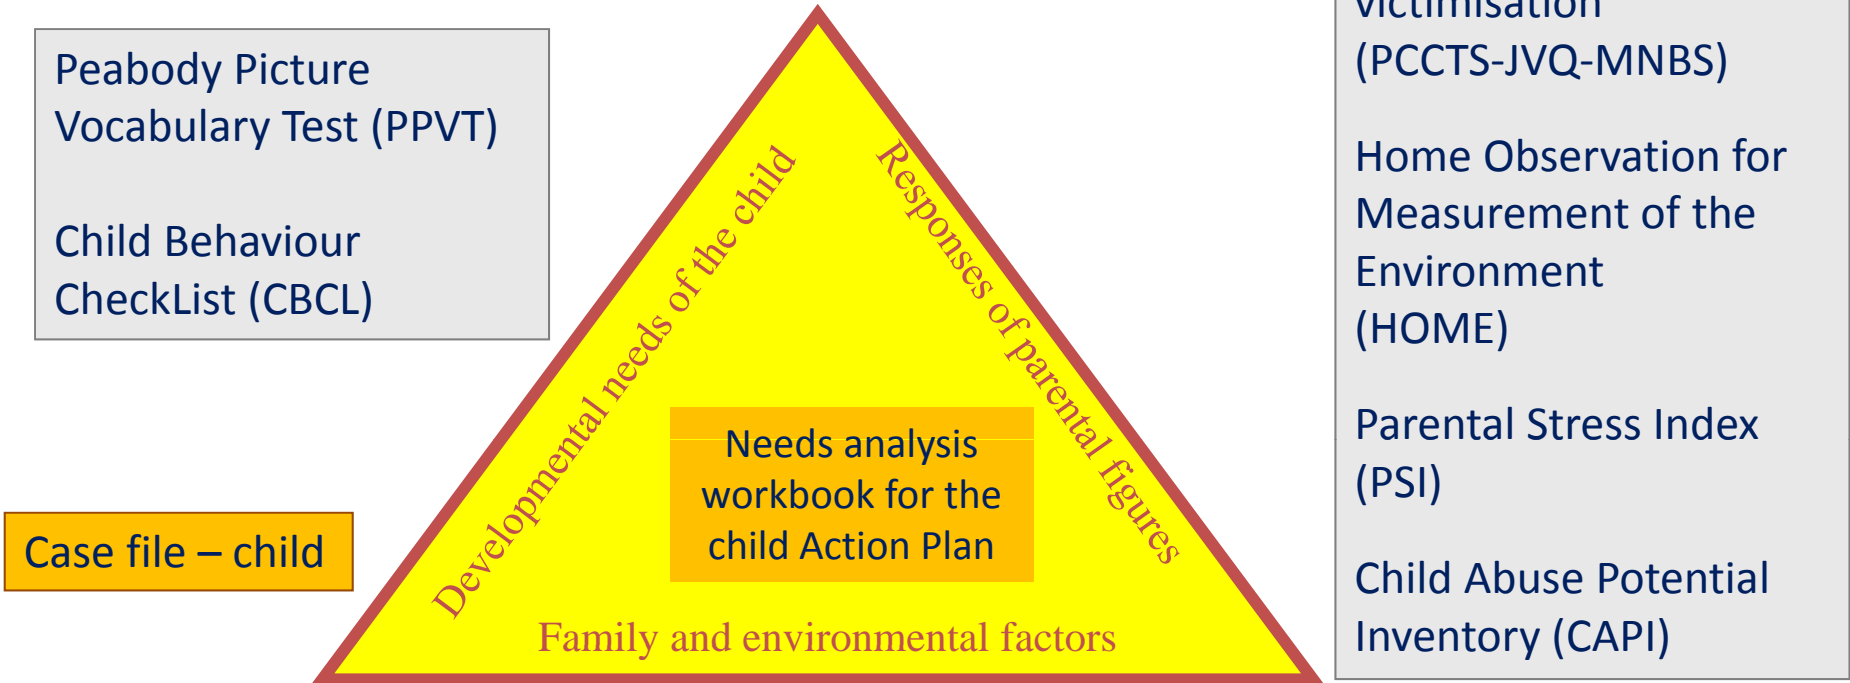 Peabody Picture
Vocabulary Test (PPVT)
Child Behaviour
CheckList (CBCL)
Case file – child
Developmental needs of the child
Responses of parental figures
Needs analysis
workbook for the
child Action Plan
Family and environmental factors
victimisation
(PCCTS-JVQ-MNBS)
Home Observation for
Measurement of the
Environment
(HOME)
Parental Stress Index
(PSI)
Child Abuse Potential
Inventory (CAPI)